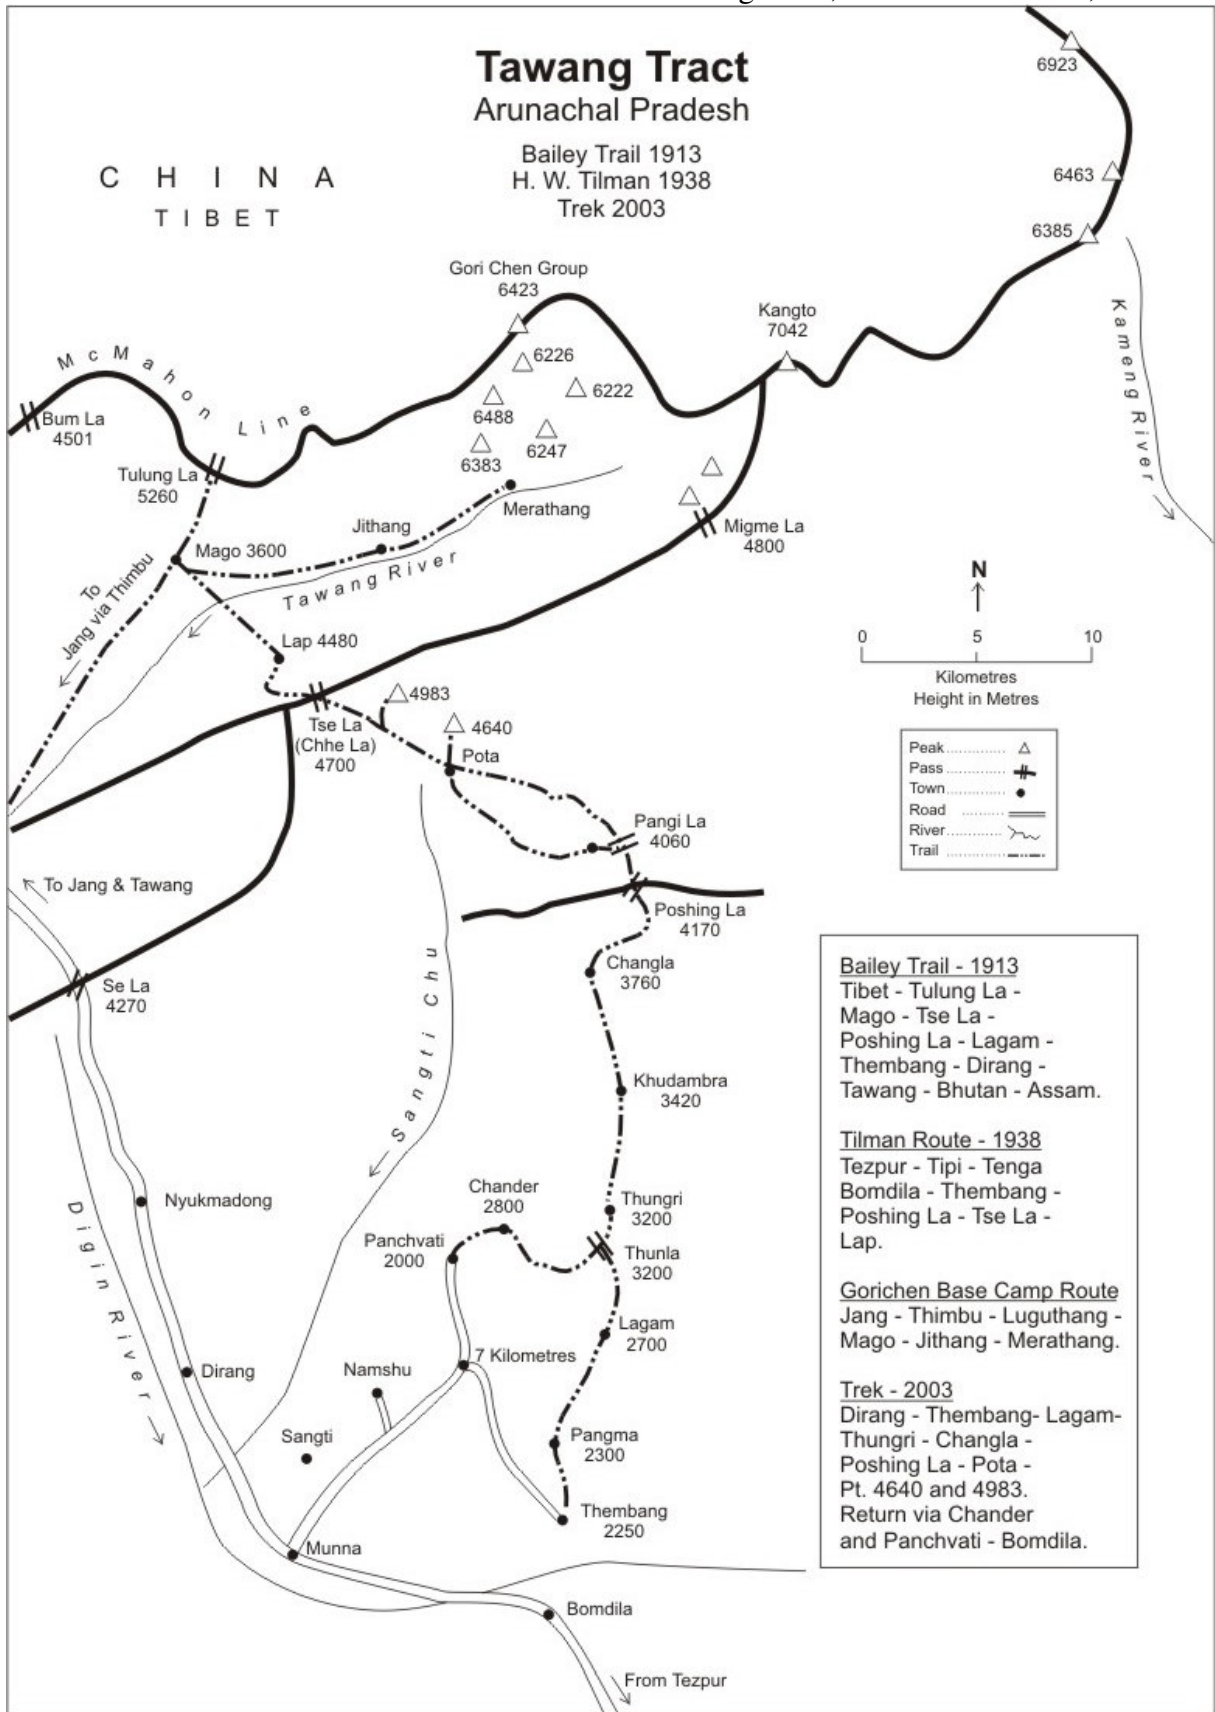 Tawang Tract
Arunachal Pradesh
Bailey Trail 1913
H. W. Tilman 1938
Trek 2003
CHINA
TIBET
6923
6463
6385
Kameng River
Gori Chen Group
6423
6226
6222
6488
6247
6383
Kangto
7042
McMahon Line
Bum La
4501
Tulung La
5260
Merathang
Jithang
Mago 3600
Tawang River
Migme La
4800
To
Jang via Thimbu
Lap 4480
N
0 5 10
Kilometres
Height in Metres
4983
Tse La
(Chhe La)
4700
4640
Pota
Peak
Pass
Town
Road
River
Trail
Pangi La
4060
To Jang & Tawang
Poshing La
4170
Se La
4270
Changla
3760
Sangti Chu
Khudambra
3420
Nyukmadong
Chander
2800
Thungri
3200
Panchvati
2000
Thunla
3200
Digin River
Lagam
2700
7 Kilometres
Dirang
Namshu
Sangti
Pangma
2300
Thembang
2250
Munna
Bomdila
From Tezpur
Bailey Trail - 1913
Tibet - Tulung La -
Mago - Tse La -
Poshing La - Lagam -
Thembang - Dirang -
Tawang - Bhutan - Assam.
Tilman Route - 1938
Tezpur - Tipi - Tenga
Bomdila - Thembang -
Poshing La - Tse La -
Lap.
Gorichen Base Camp Route
Jang - Thimbu - Luguthang -
Mago - Jithang - Merathang.
Trek - 2003
Dirang - Thembang- Lagam-
Thungri - Changla -
Poshing La - Pota -
Pt. 4640 and 4983.
Return via Chander
and Panchvati - Bomdila.